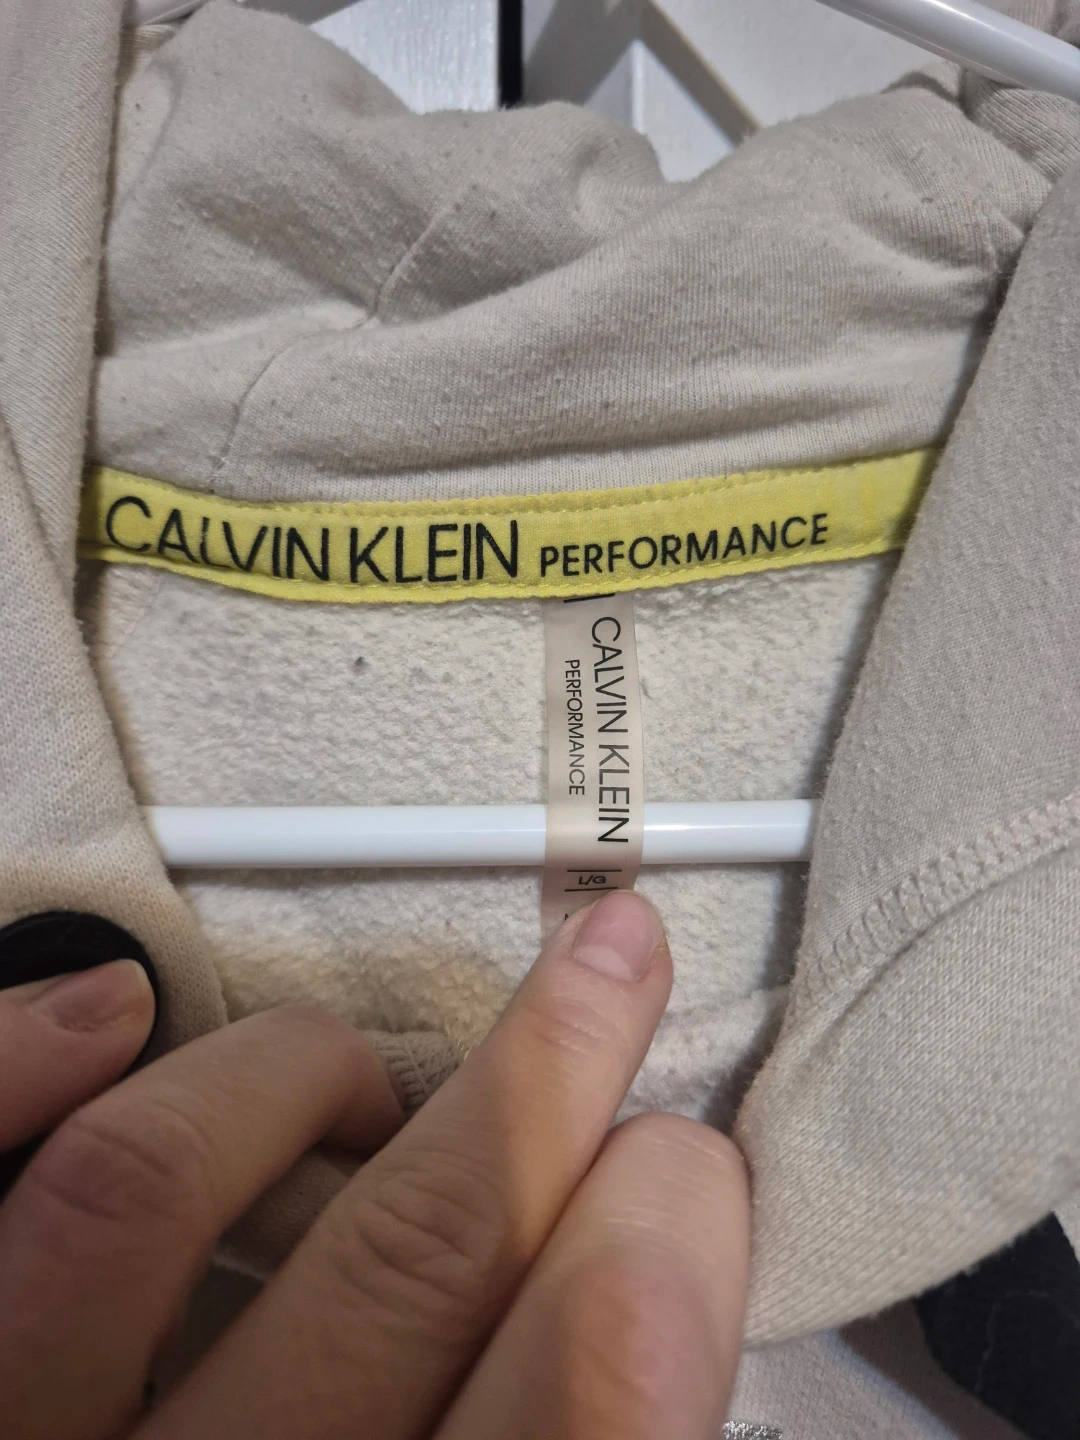 CALVIN KLEIN PERFORMANCE
CALVIN KLEIN
PERFORMANCE
L/G